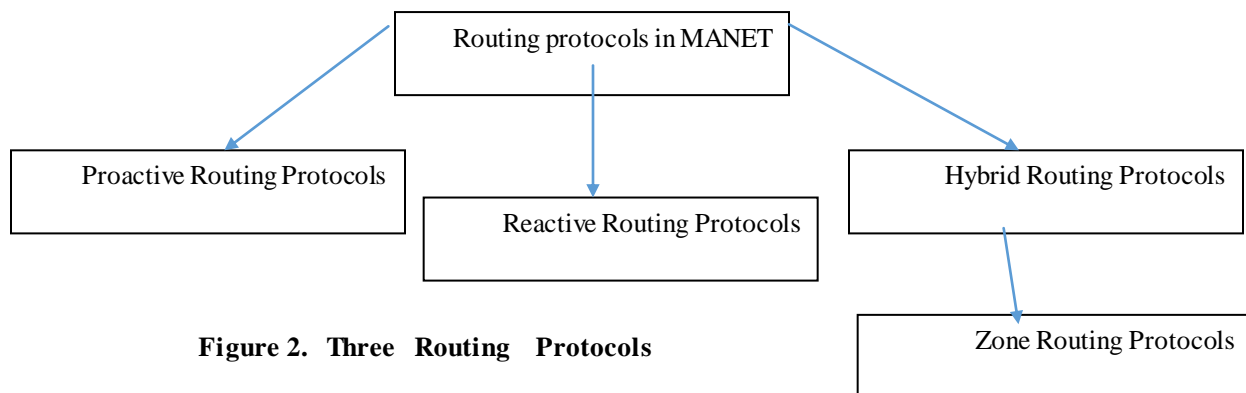 Routing protocols in MANET
Proactive Routing Protocols
Hybrid Routing Protocols
Reactive Routing Protocols
Figure 2. Three Routing Protocols
Zone Routing Protocols